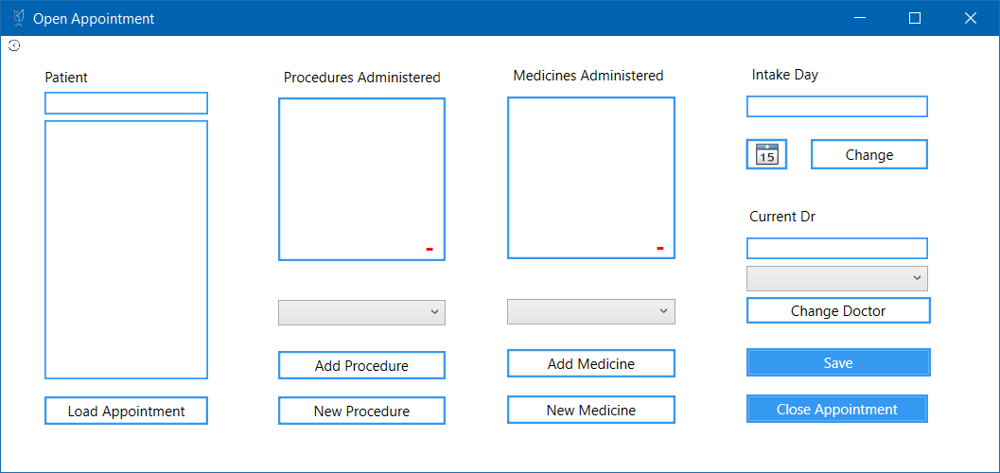 Open Appointment
Patient
Procedures Administered
Medicines Administered
Intake Day
15
Change
Current Dr
Change Doctor
Add Procedure
Add Medicine
Save
Load Appointment
New Procedure
New Medicine
Close Appointment